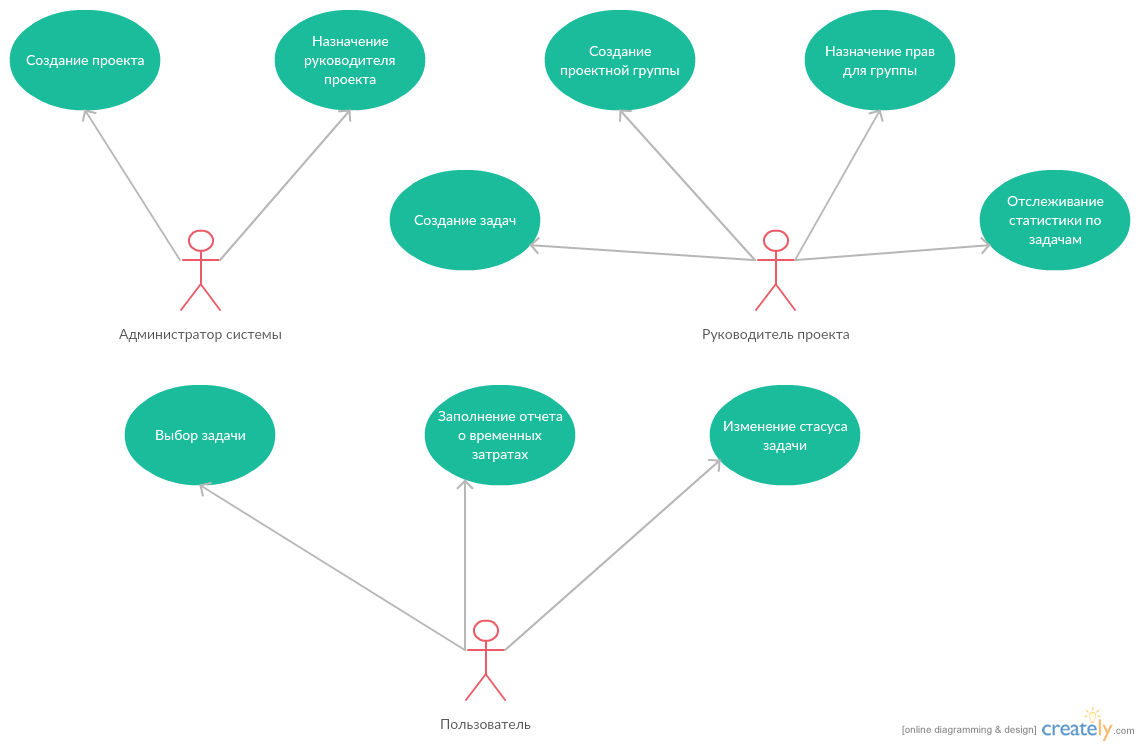 Создание проекта
Назначение
руководителя
проекта
Создание
проектной группы
Назначение прав
для группы
Создание задач
Отслеживание
статистики по
задачам
Администратор системы
Руководитель проекта
Выбор задачи
Заполнение отчета
о временных
затратах
Изменение стасуса
задачи
Пользователь
[online diagramming & design] creately.com